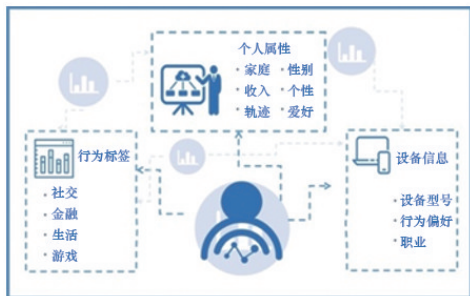 个人属性
• 家庭 • 性别
• 收入 • 个性
• 轨迹 • 爱好
行为标签
• 社交
• 金融
• 生活
• 游戏
设备信息
• 设备型号
• 行为偏好
• 职业